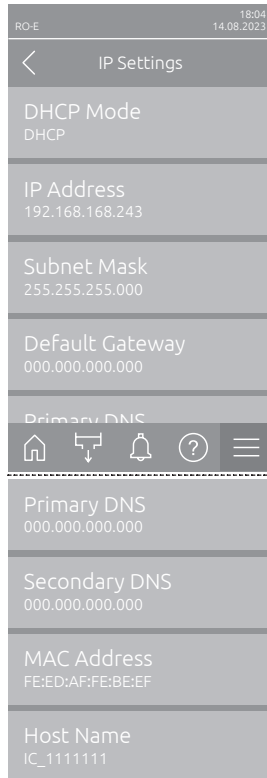 18:04
RO-E 14.08.2023
IP Settings
DHCP Mode
DHCP
IP Address
192.168.168.243
Subnet Mask
255.255.255.000
Default Gateway
000.000.000.000
Primary DNS
Primary DNS
000.000.000.000
Secondary DNS
000.000.000.000
MAC Address
FE:ED:AF:FE:BE:EF
Host Name
IC_1111111